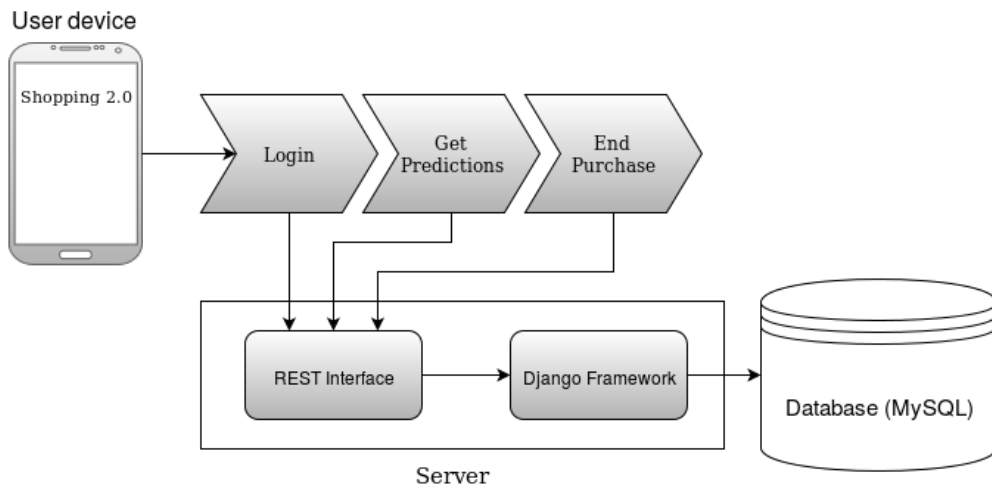 User device
Shopping 2.0
Login
Get
Predictions
End
Purchase
REST Interface
Django Framework
Database (MySQL)
Server